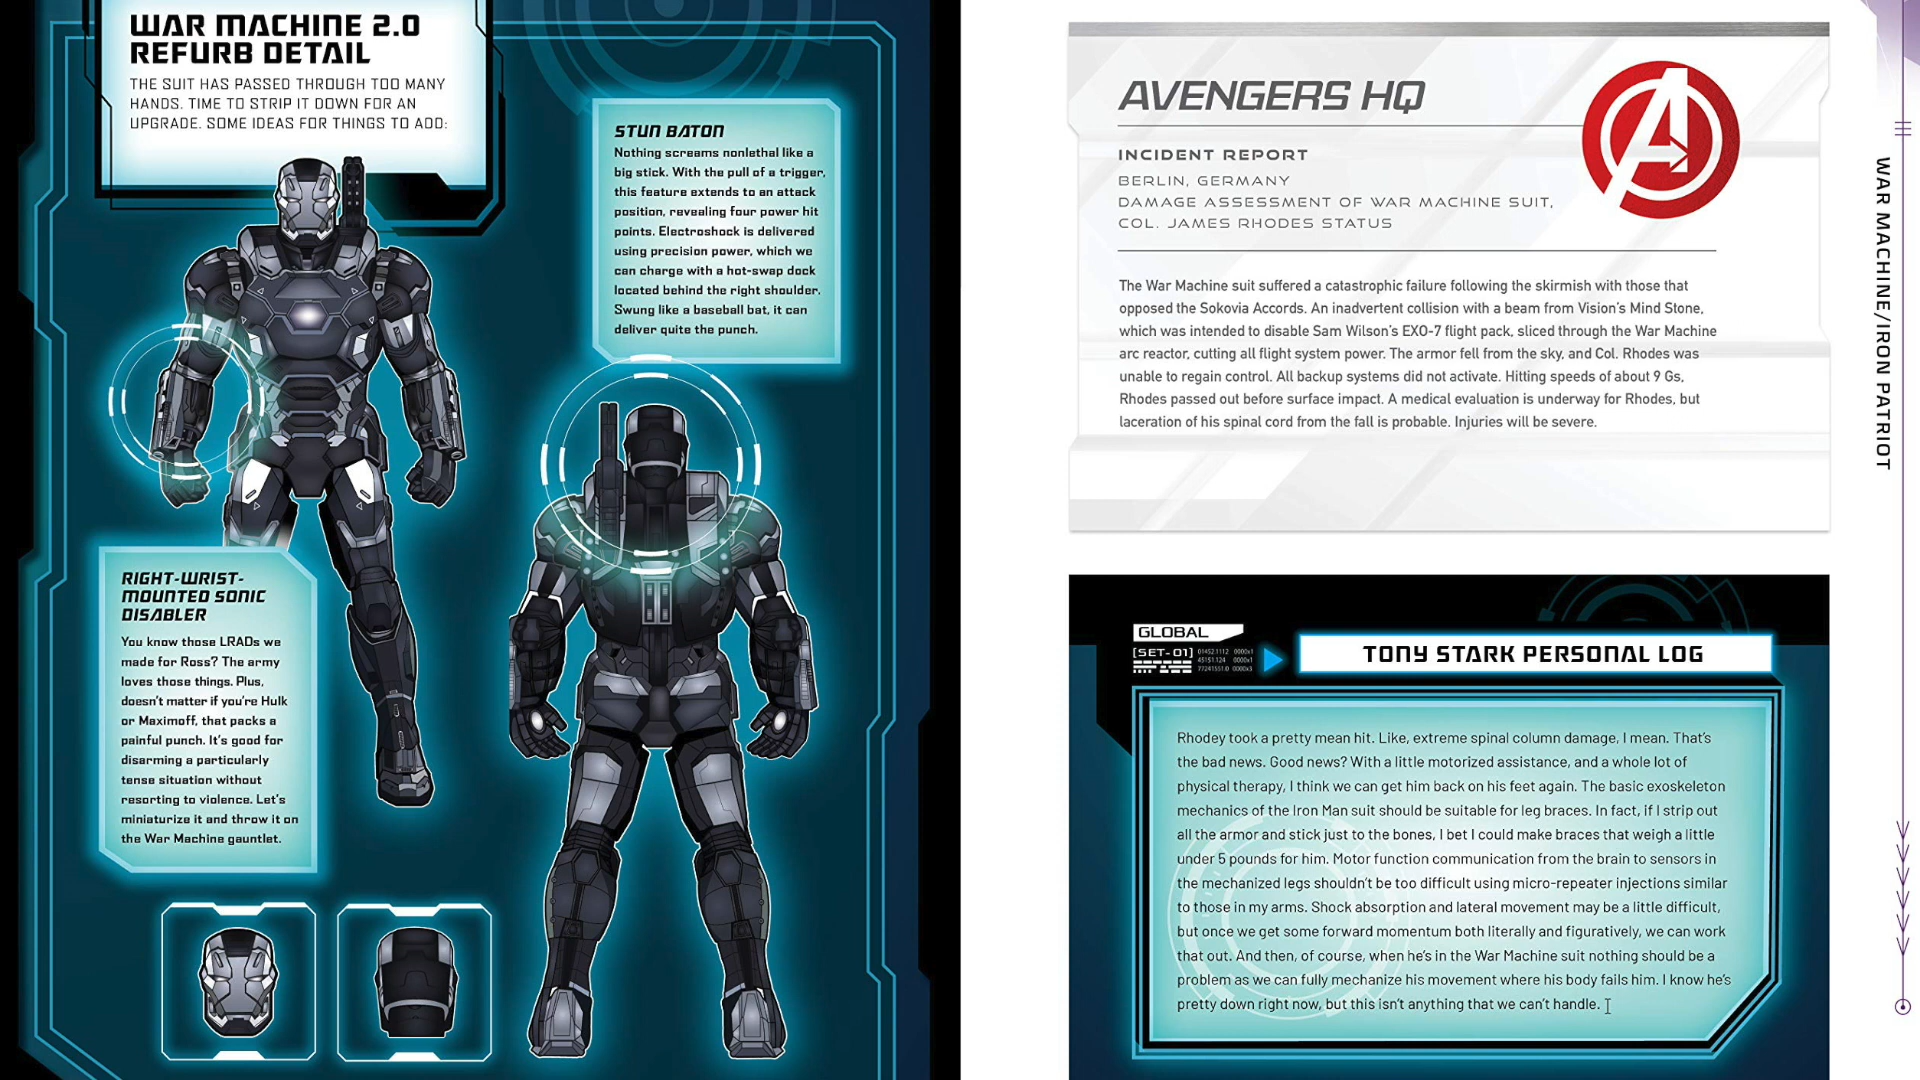 WAR MACHINE 2.0
REFURB DETAIL
THE SUIT HAS PASSED THROUGH TOO MANY
HANDS. TIME TO STRIP IT DOWN FOR AN
UPGRADE. SOME IDEAS FOR THINGS TO ADD:
STUN BATON
Nothing screams nonlethal like a
big stick. With the pull of a trigger,
this feature extends to an attack
position, revealing four power hit
points. Electroshock is delivered
using precision power, which we
can charge with a hot-swap dock
located behind the right shoulder.
Swung like a baseball bat, it can
deliver quite the punch.
RIGHT-WRIST-
MOUNTED SONIC
DISABLER
You know those LRADs we
made for Ross? The army
loves those things. Plus,
doesn't matter if you're Hulk
or Maximoff, that packs a
painful punch. It's good for
disarming a particularly
tense situation without
resorting to violence. Let's
miniaturize it and throw it on
the War Machine gauntlet.
AVENGERS HQ
INCIDENT REPORT
BERLIN, GERMANY
DAMAGE ASSESSMENT OF WAR MACHINE SUIT,
COL. JAMES RHODES STATUS
The War Machine suit suffered a catastrophic failure following the skirmish with those that
opposed the Sokovia Accords. An inadvertent collision with a beam from Vision's Mind Stone,
which was intended to disable Sam Wilson's EXO-7 flight pack, sliced through the War Machine
arc reactor, cutting all flight system power. The armor fell from the sky, and Col. Rhodes was
unable to regain control. All backup systems did not activate. Hitting speeds of about 9 Gs,
Rhodes passed out before surface impact. A medical evaluation is underway for Rhodes, but
laceration of his spinal cord from the fall is probable. Injuries will be severe.
GLOBAL
[SET-01]
TONY STARK PERSONAL LOG
Rhodey took a pretty mean hit. Like, extreme spinal column damage, I mean. That's
the bad news. Good news? With a little motorized assistance, and a whole lot of
physical therapy, I think we can get him back on his feet again. The basic exoskeleton
mechanics of the Iron Man suit should be suitable for leg braces. In fact, if I strip out
all the armor and stick just to the bones, I bet I could make braces that weigh a little
under 5 pounds for him. Motor function communication from the brain to sensors in
the mechanized legs shouldn't be too difficult using micro-repeater injections similar
to those in my arms. Shock absorption and lateral movement may be a little difficult,
but once we get some forward momentum both literally and figuratively, we can work
that out. And then, of course, when he's in the War Machine suit nothing should be a
problem as we can fully mechanize his movement where his body fails him. I know he's
pretty down right now, but this isn't anything that we can't handle.
WAR MACHINE/IRON PATRIOT